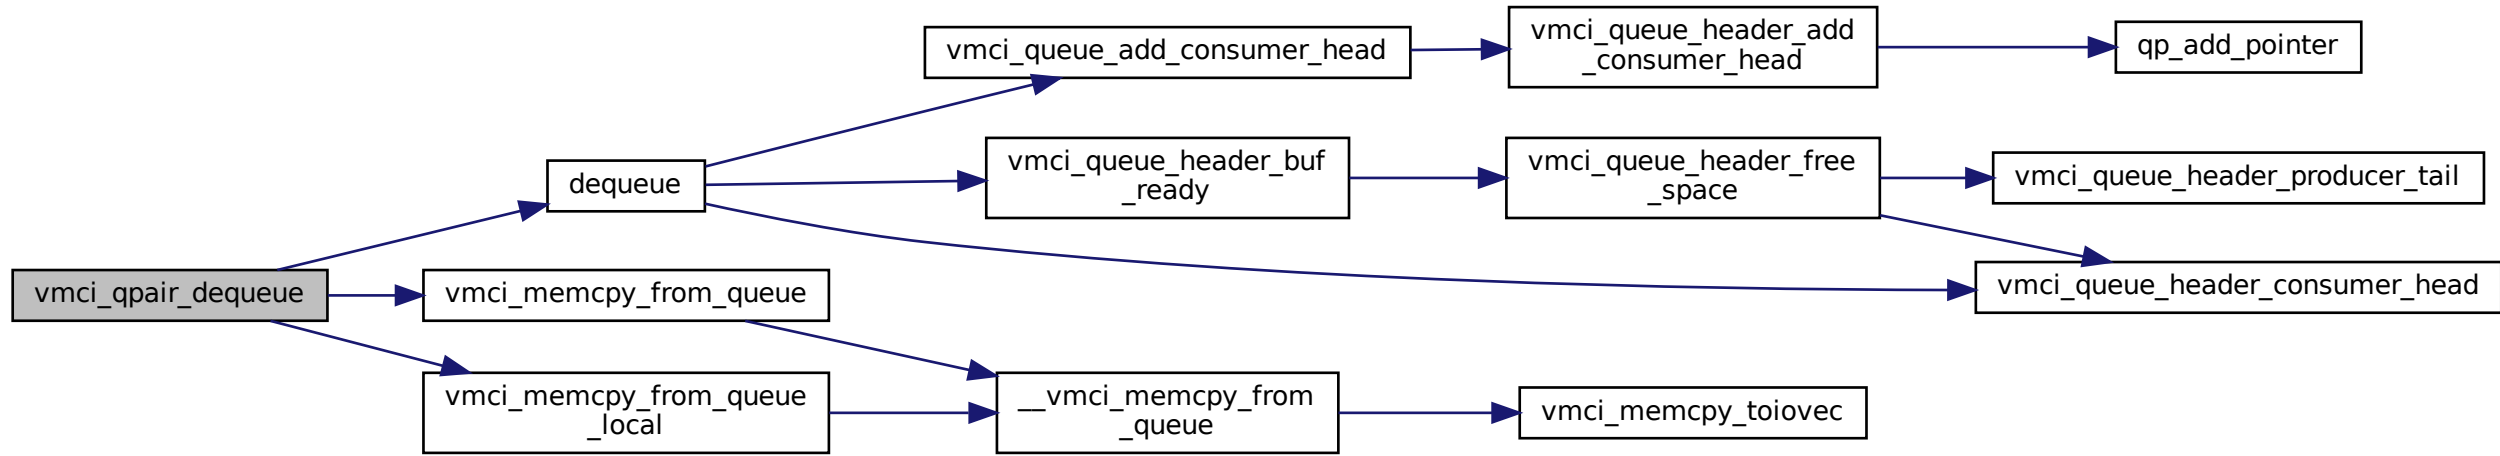 vmci_qpair_dequeue
dequeue
vmci_memcpy_from_queue
vmci_memcpy_from_queue
_local
vmci_queue_add_consumer_head
vmci_queue_header_buf
_ready
__vmci_memcpy_from
_queue
vmci_queue_header_add
_consumer_head
vmci_queue_header_free
_space
vmci_memcpy_toiovec
qp_add_pointer
vmci_queue_header_producer_tail
vmci_queue_header_consumer_head